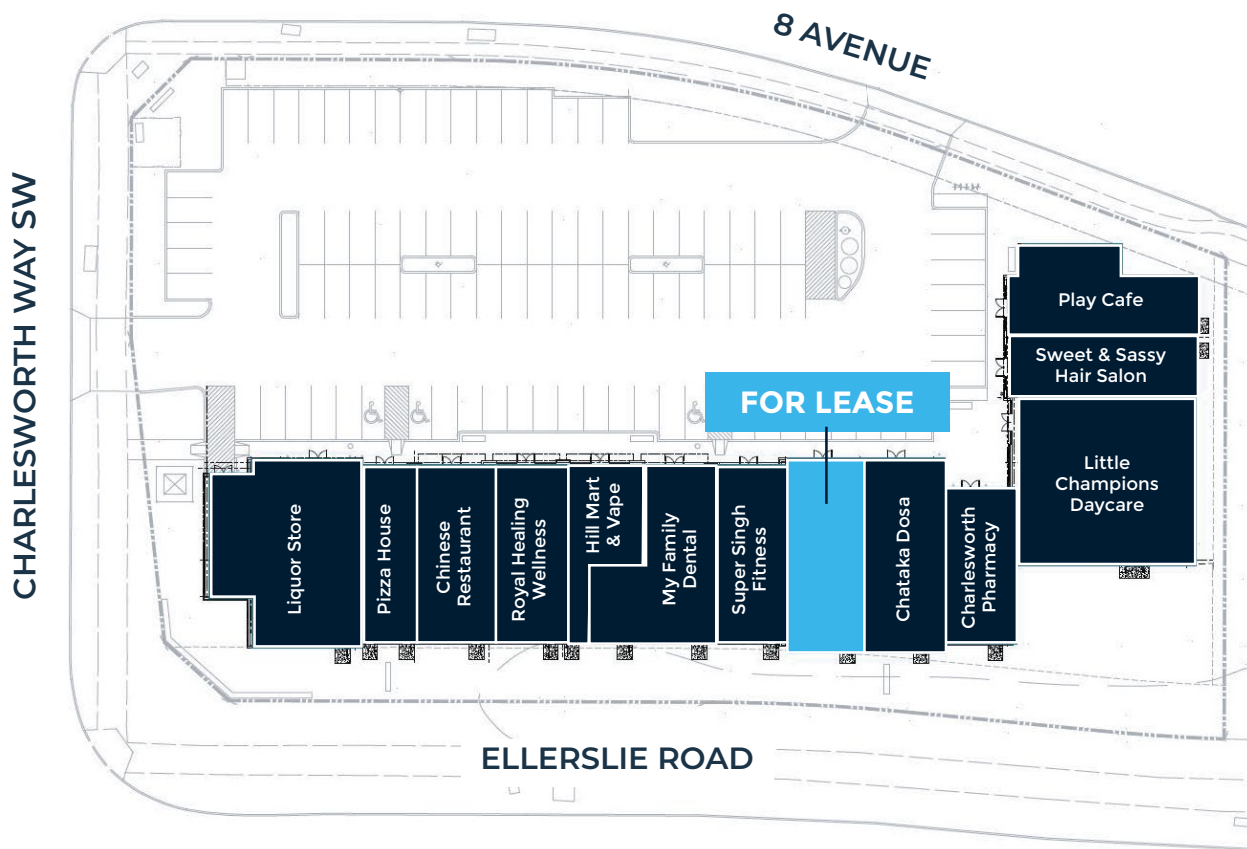 8 AVENUE
CHARLESWORTH WAY SW
Play Cafe
Sweet & Sassy
Hair Salon
FOR LEASE
Little
Champions
Daycare
Liquor Store
Pizza House
Chinese
Restaurant
Royal Healing
Wellness
Hill Mart
& Vape
My Family
Dental
Super Singh
Fitness
Chataka Dosa
Charlesworth
Pharmacy
ELLERSLIE ROAD